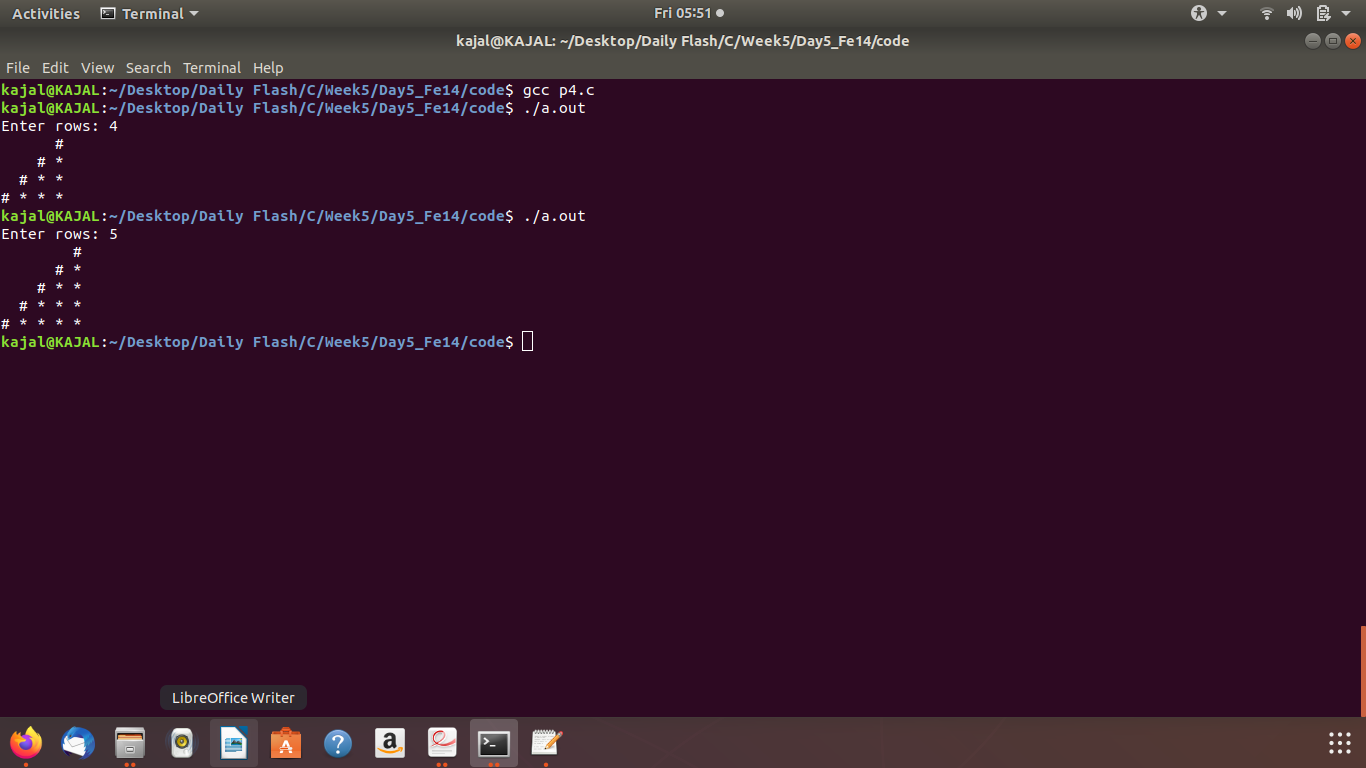 Activities Terminal Fri 05:51
kajal@KAJAL: ~/Desktop/Daily Flash/C/Week5/Day5_Fe14/code
File Edit View Search Terminal Help
kajal@KAJAL:~/Desktop/Daily Flash/C/Week5/Day5_Fe14/code$ gcc p4.c
kajal@KAJAL:~/Desktop/Daily Flash/C/Week5/Day5_Fe14/code$ ./a.out
Enter rows: 4
      #
    # *
  # * *
# * * *
kajal@KAJAL:~/Desktop/Daily Flash/C/Week5/Day5_Fe14/code$ ./a.out
Enter rows: 5
        #
      # *
    # * *
  # * * *
# * * * *
kajal@KAJAL:~/Desktop/Daily Flash/C/Week5/Day5_Fe14/code$
LibreOffice Writer